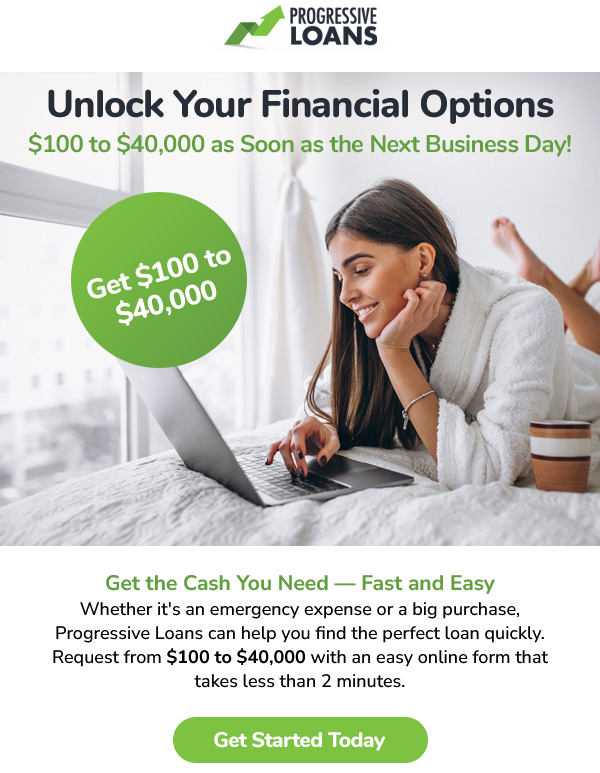 PROGRESSIVE
LOANS
Unlock Your Financial Options
$100 to $40,000 as Soon as the Next Business Day!
Get $100 to
$40,000
Get the Cash You Need — Fast and Easy
Whether it's an emergency expense or a big purchase,
Progressive Loans can help you find the perfect loan quickly.
Request from $100 to $40,000 with an easy online form that
takes less than 2 minutes.
Get Started Today